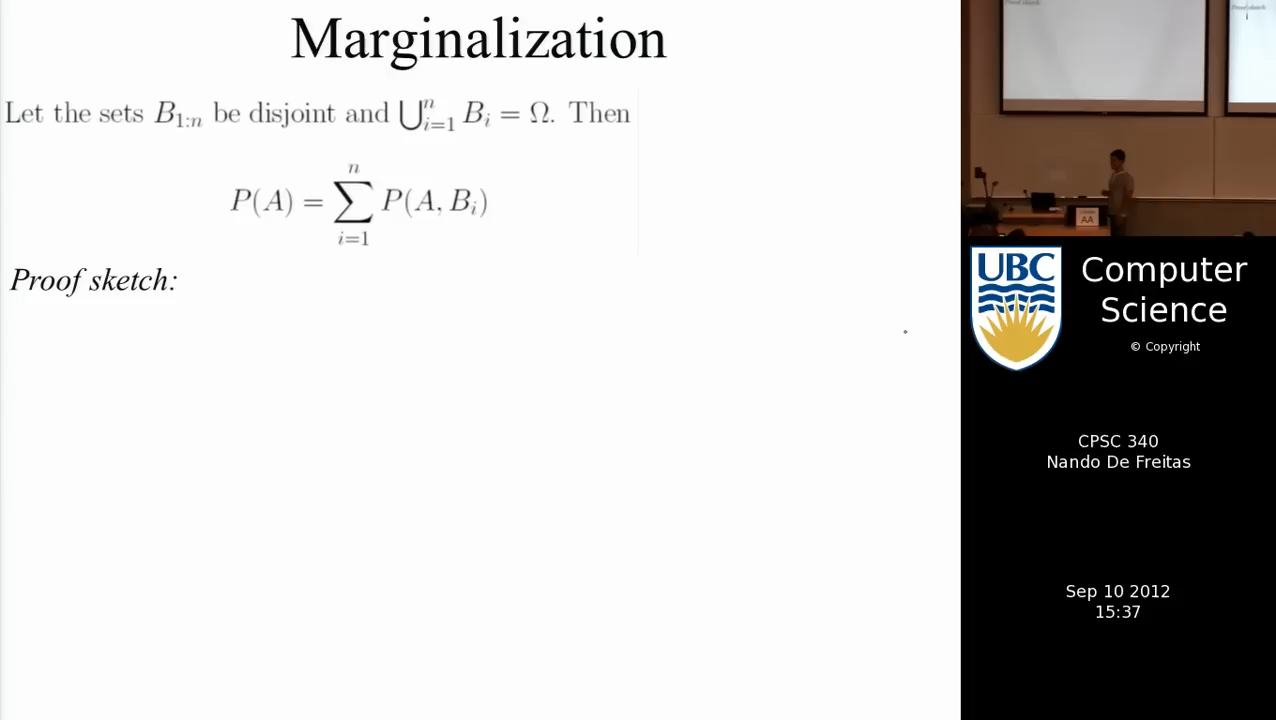 Marginalization
Let the sets B_{1:n} be disjoint and ⋃_{i=1}^{n} B_i = Ω. Then
P(A) = ∑_{i=1}^{n} P(A, B_i)
Proof sketch:
AA
UBC
Computer
Science
© Copyright
CPSC 340
Nando De Freitas
Sep 10 2012
15:37